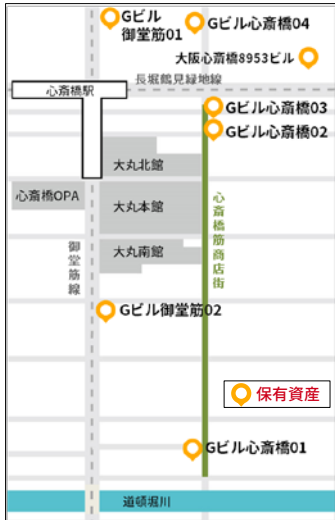 Gビル
御堂筋01
Gビル心斎橋04
大阪心斎橋8953ビル
長堀鶴見緑地線
心斎橋駅
Gビル心斎橋03
Gビル心斎橋02
大丸北館
心斎橋OPA
大丸本館
心斎橋筋商店街
大丸南館
御堂筋線
Gビル御堂筋02
保有資産
Gビル心斎橋01
道頓堀川